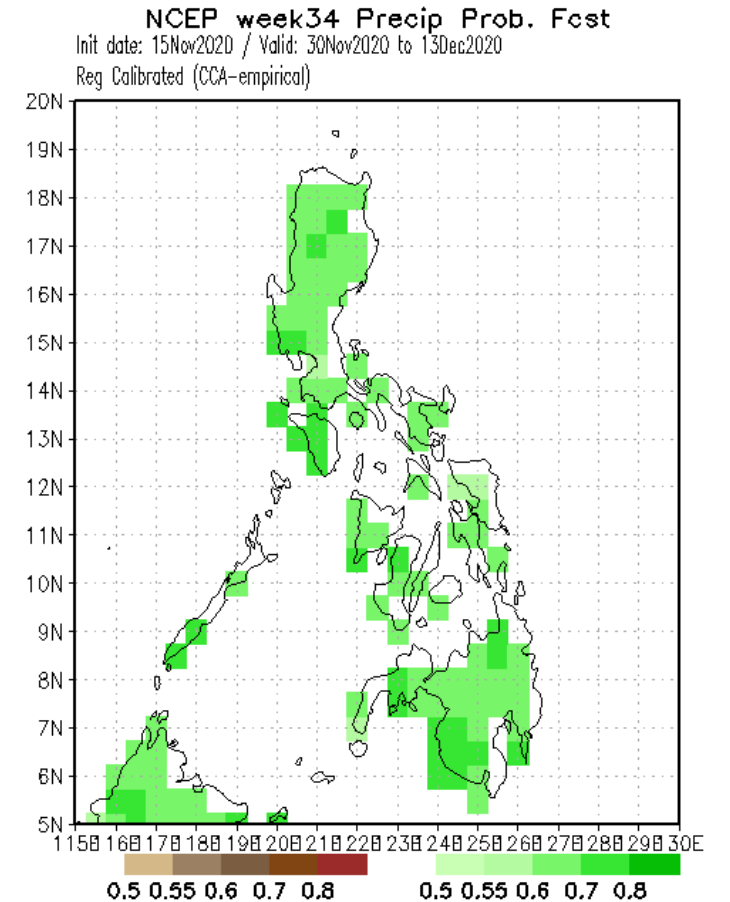 NCEP week34 Precip Prob. Fcst
Init date: 15Nov2020 / Valid: 30Nov2020 to 13Dec2020
Reg Calibrated (CCA-empirical)
20N
19N
18N
17N
16N
15N
14N
13N
12N
11N
10N
9N
8N
7N
6N
5N
115E 116E 117E 118E 119E 120E 121E 122E 123E 124E 125E 126E 127E 128E 129E 130E
0.5 0.55 0.6 0.7 0.8 0.5 0.55 0.6 0.7 0.8